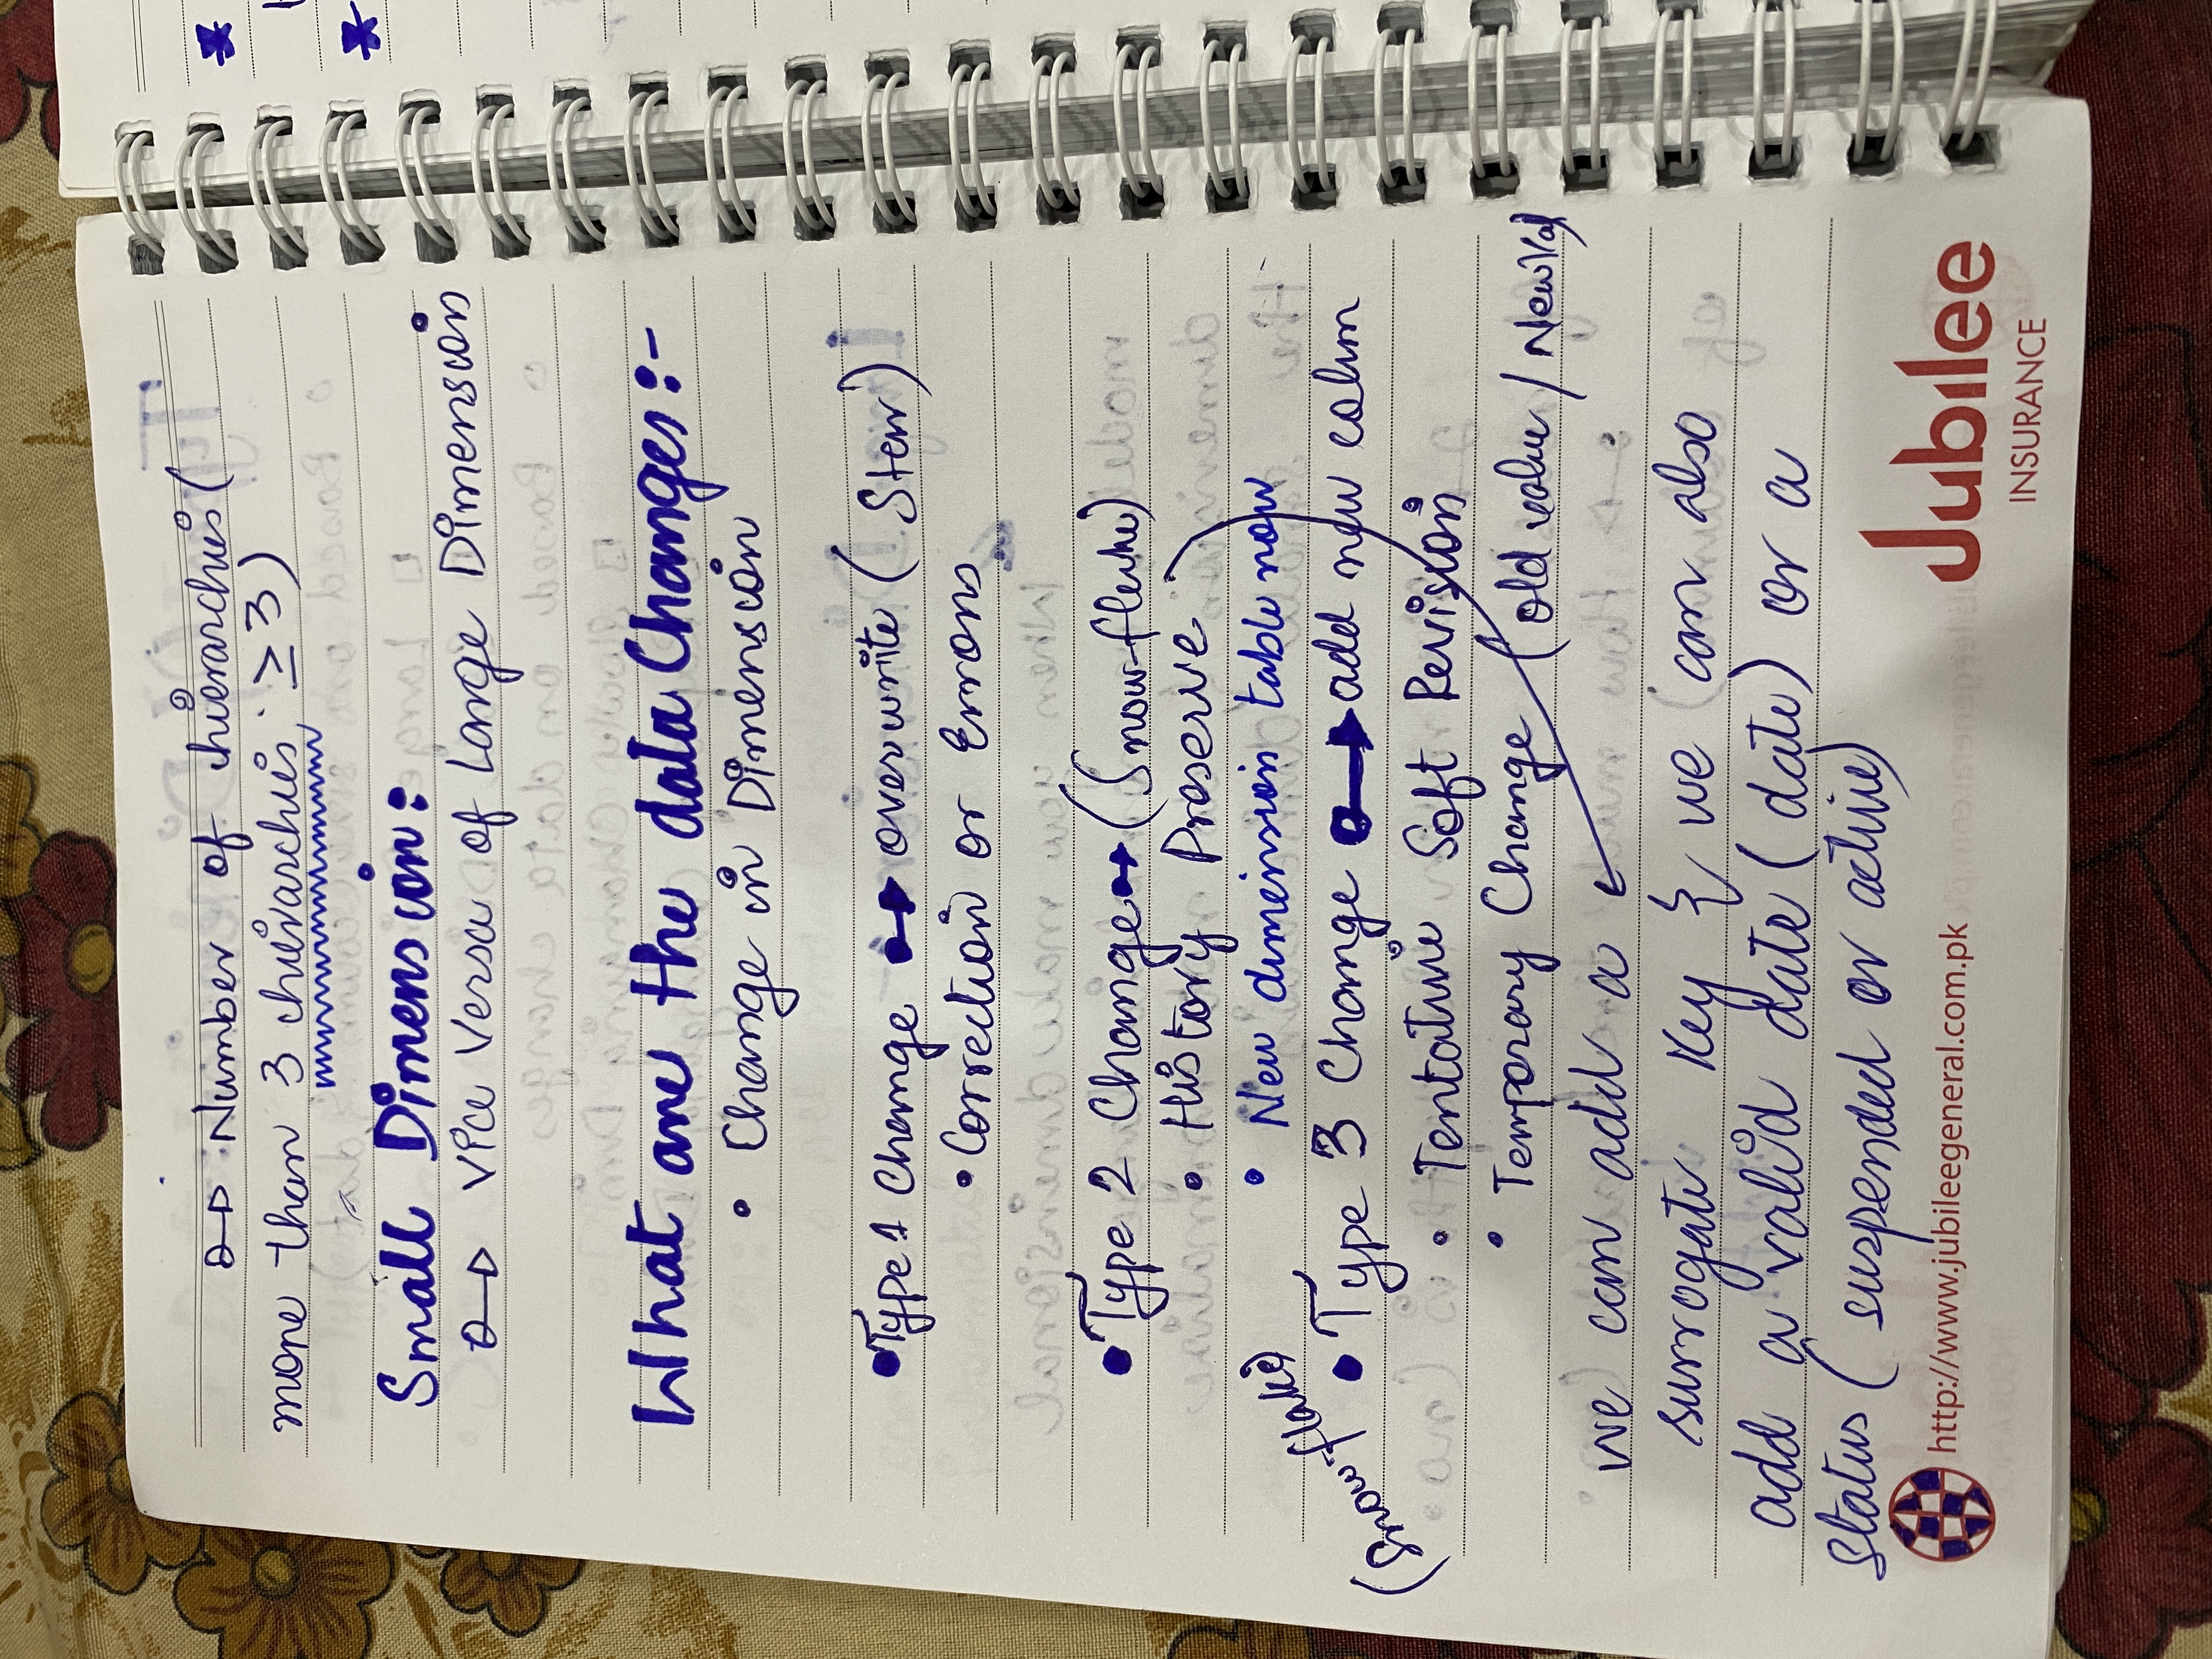 → Number of hierarchies (
more than 3 hierarchies, ≥3)
Small Dimension:
→ Vice Versa of Large Dimension
What are the data Changes:-
• Change in Dimension
• Type 1 Change → overwrite (Star)
• Correction or Errors
• Type 2 Change → (Snow-flake)
• History Preserve
• New dimension table now
(Snow-flake)
• Type 3 Change → add new colum
• Tentative Soft Revision
• Temporary Change (old value / New Val)
we can add a
surrogate Key & we can also
add a valid date (date) or a
status (suspended or active)
http://www.jubileegeneral.com.pk
Jubilee
INSURANCE